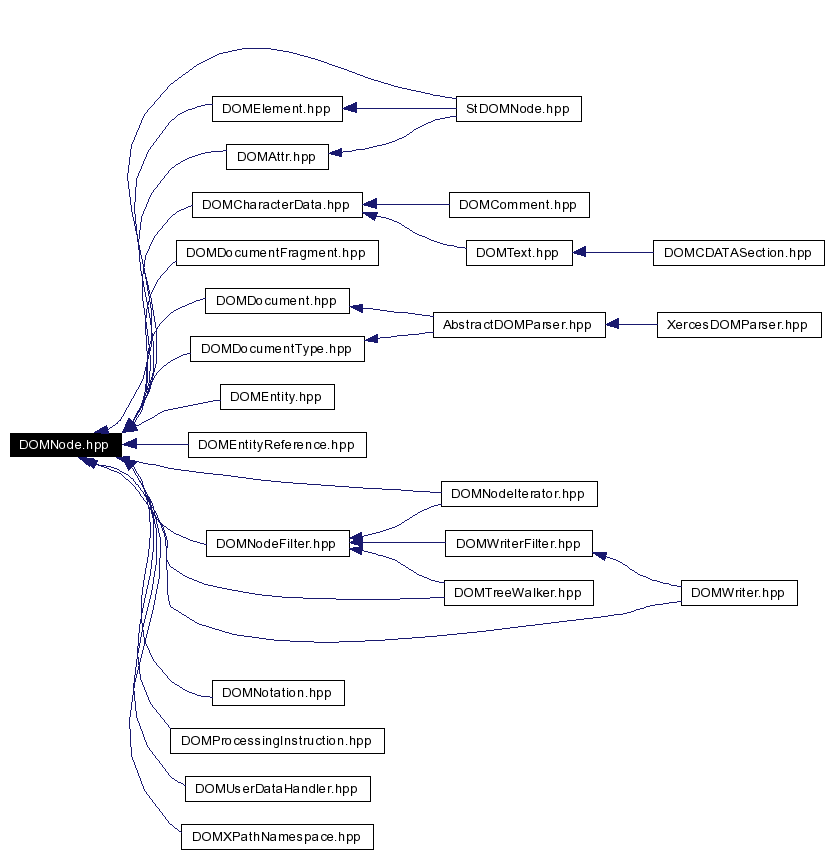 DOMElement.hpp
StDOMNode.hpp
DOMAttr.hpp
DOMCharacterData.hpp
DOMComment.hpp
DOMDocumentFragment.hpp
DOMText.hpp
DOMCDATASection.hpp
DOMDocument.hpp
AbstractDOMParser.hpp
XercesDOMParser.hpp
DOMDocumentType.hpp
DOMEntity.hpp
DOMNode.hpp
DOMEntityReference.hpp
DOMNodeIterator.hpp
DOMNodeFilter.hpp
DOMWriterFilter.hpp
DOMTreeWalker.hpp
DOMWriter.hpp
DOMNotation.hpp
DOMProcessingInstruction.hpp
DOMUserDataHandler.hpp
DOMXPathNamespace.hpp